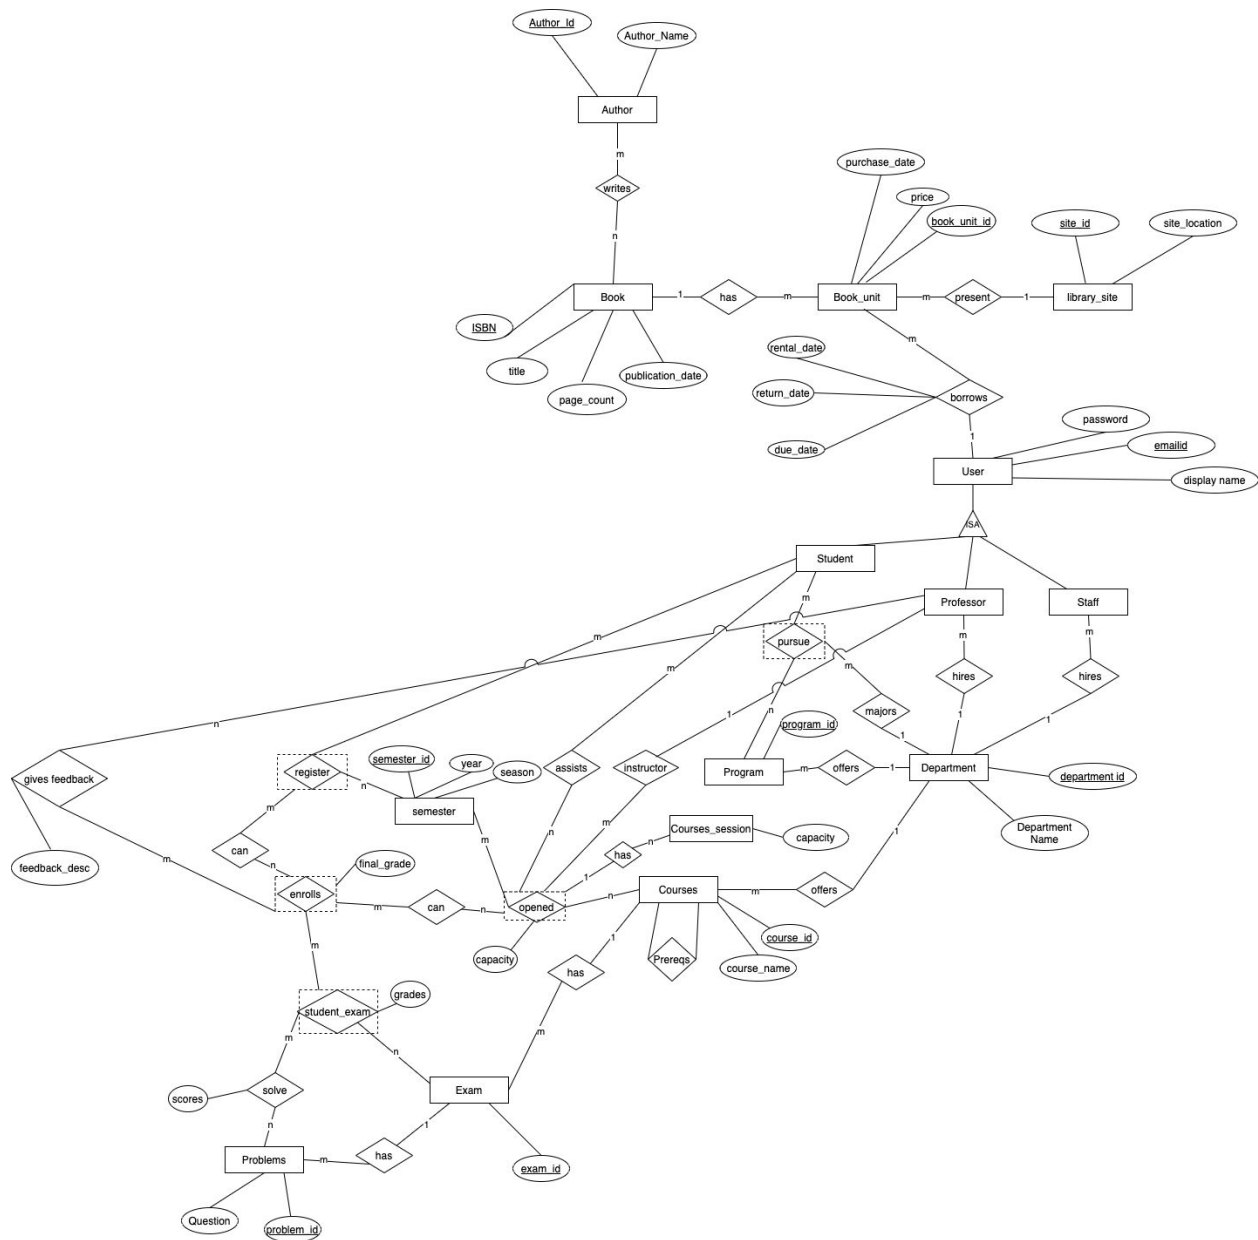 Author_Id
Author_Name
Author
m
writes
n
purchase_date
price
book_unit_id
site_id
site_location
Book
1
has
m
Book_unit
m
present
1
library_site
ISBN
title
page_count
publication_date
m
rental_date
return_date
due_date
borrows
1
password
emailid
display name
User
ISA
Student
Professor
Staff
m
m
m
m
pursue
m
m
hires
hires
n
majors
1
1
1
1
n
program_id
gives feedback
register
n
semester_id
year
season
semester
assists
instructor
Program
m
offers
1
Department
department id
Department
Name
feedback_desc
m
can
n
m
n
m
has
n
1
Courses_session
capacity
1
m
enrolls
final_grade
m
can
n
opened
n
Courses
m
offers
capacity
Prereqs
course_id
course_name
1
has
m
m
student_exam
grades
m
n
scores
solve
n
Exam
Problems
m
has
1
exam_id
Question
problem_id